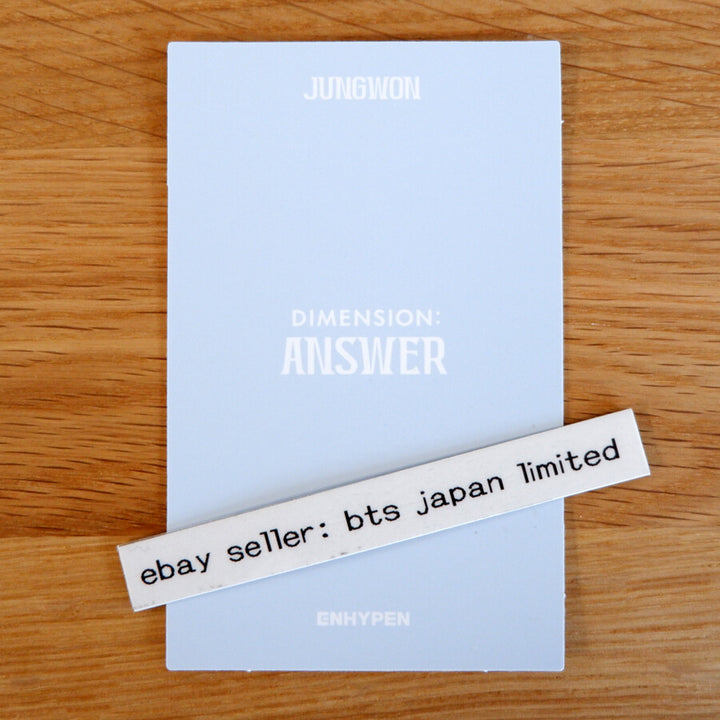 JUNGWON
DIMENSION:
ANSWER
ebay seller: bts japan limited
ENHYPEN